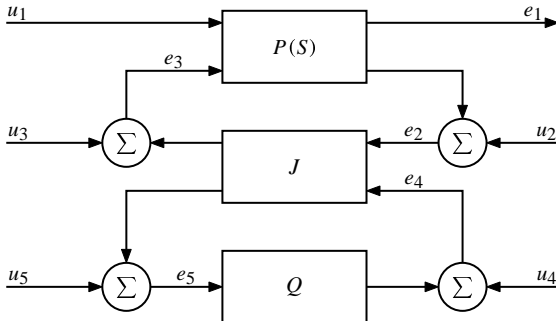 u₁ e₁
P(S)
e₃
u₃ ∑ e₂ ∑ u₂
J
e₄
u₅ ∑ e₅ Q ∑ u₄